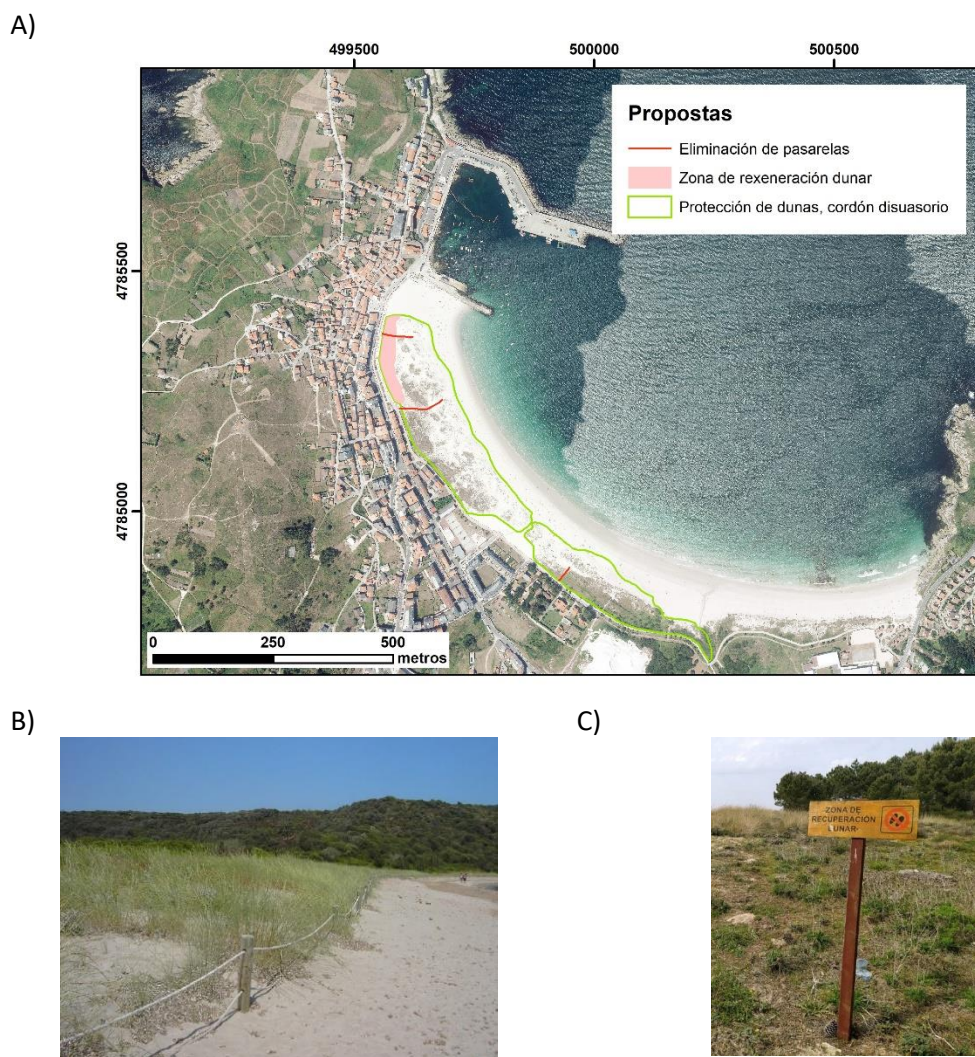 A)
499500 500000 500500
Propostas
Eliminación de pasarelas
Zona de rexeneración dunar
Protección de dunas, cordón disuasorio
4785500
4785000
0 250 500
metros
B)
C)
ZONA DE
RECUPERACIÓN
DUNAR